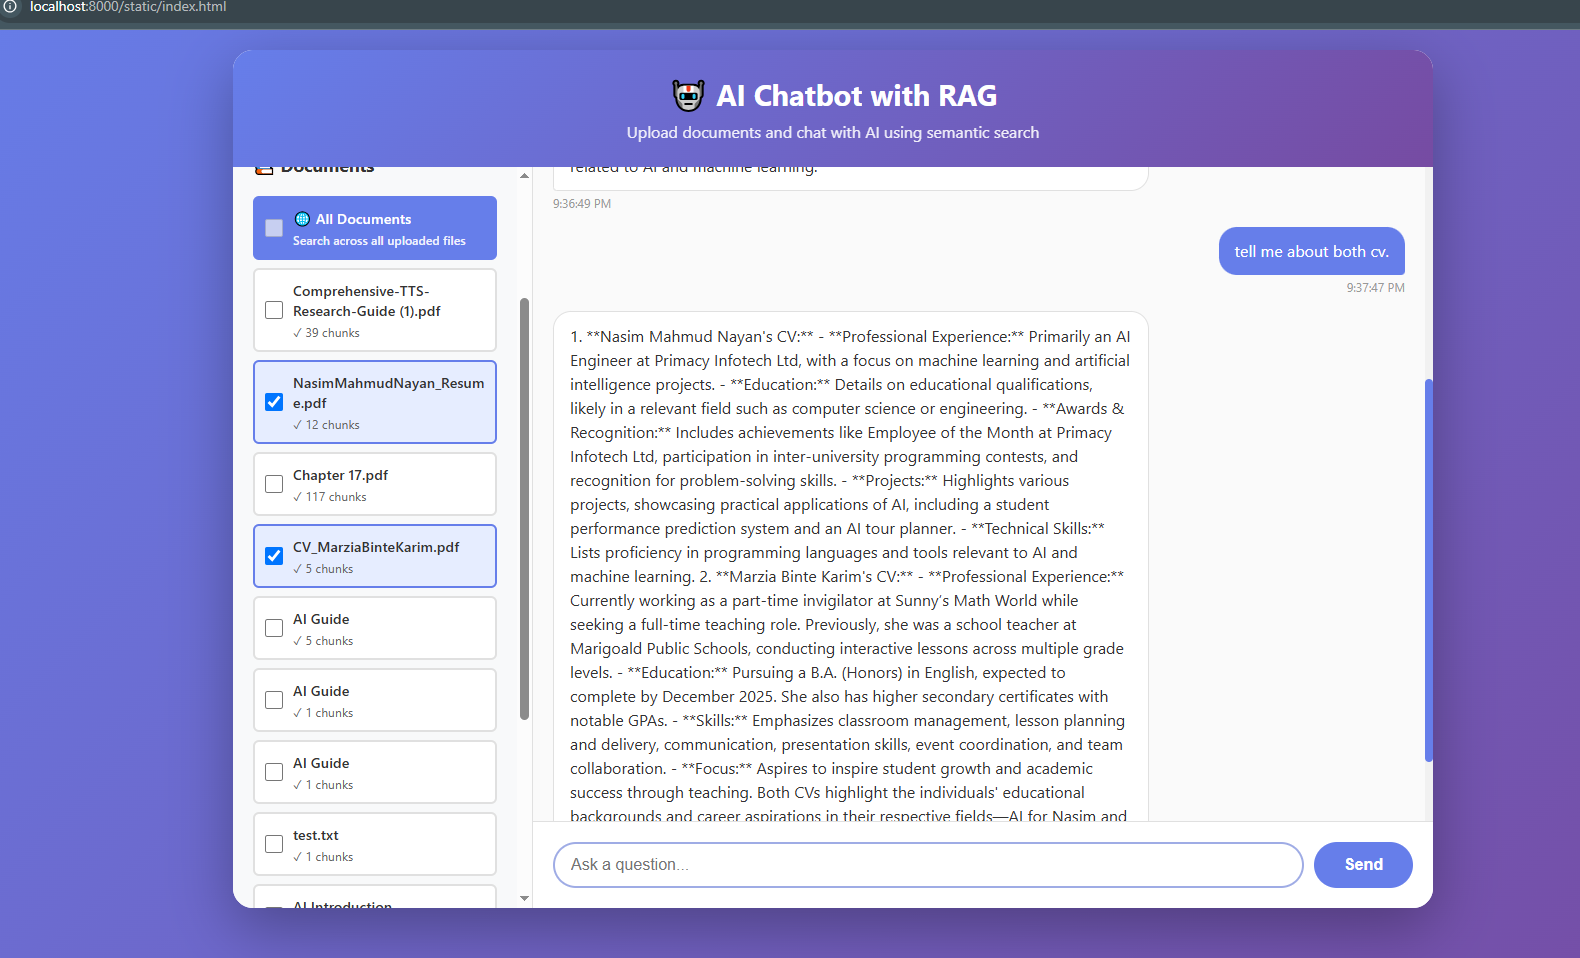 localhost:8000/static/index.html
AI Chatbot with RAG
Upload documents and chat with AI using semantic search
Documents
All Documents
Search across all uploaded files
Comprehensive-TTS-
Research-Guide (1).pdf
✓ 39 chunks
NasimMahmudNayan_Resum
e.pdf
✓ 12 chunks
Chapter 17.pdf
✓ 117 chunks
CV_MarziaBinteKarim.pdf
✓ 5 chunks
AI Guide
✓ 5 chunks
AI Guide
✓ 1 chunks
AI Guide
✓ 1 chunks
test.txt
✓ 1 chunks
AI Introduction
related to AI and machine learning.
9:36:49 PM
tell me about both cv.
9:37:47 PM
1. **Nasim Mahmud Nayan's CV:** - **Professional Experience:** Primarily an AI
Engineer at Primacy Infotech Ltd, with a focus on machine learning and artificial
intelligence projects. - **Education:** Details on educational qualifications,
likely in a relevant field such as computer science or engineering. - **Awards &
Recognition:** Includes achievements like Employee of the Month at Primacy
Infotech Ltd, participation in inter-university programming contests, and
recognition for problem-solving skills. - **Projects:** Highlights various
projects, showcasing practical applications of AI, including a student
performance prediction system and an AI tour planner. - **Technical Skills:**
Lists proficiency in programming languages and tools relevant to AI and
machine learning. 2. **Marzia Binte Karim's CV:** - **Professional Experience:**
Currently working as a part-time invigilator at Sunny's Math World while
seeking a full-time teaching role. Previously, she was a school teacher at
Marigoald Public Schools, conducting interactive lessons across multiple grade
levels. - **Education:** Pursuing a B.A. (Honors) in English, expected to
complete by December 2025. She also has higher secondary certificates with
notable GPAs. - **Skills:** Emphasizes classroom management, lesson planning
and delivery, communication, presentation skills, event coordination, and team
collaboration. - **Focus:** Aspires to inspire student growth and academic
success through teaching. Both CVs highlight the individuals' educational
backgrounds and career aspirations in their respective fields—AI for Nasim and
Ask a question...
Send